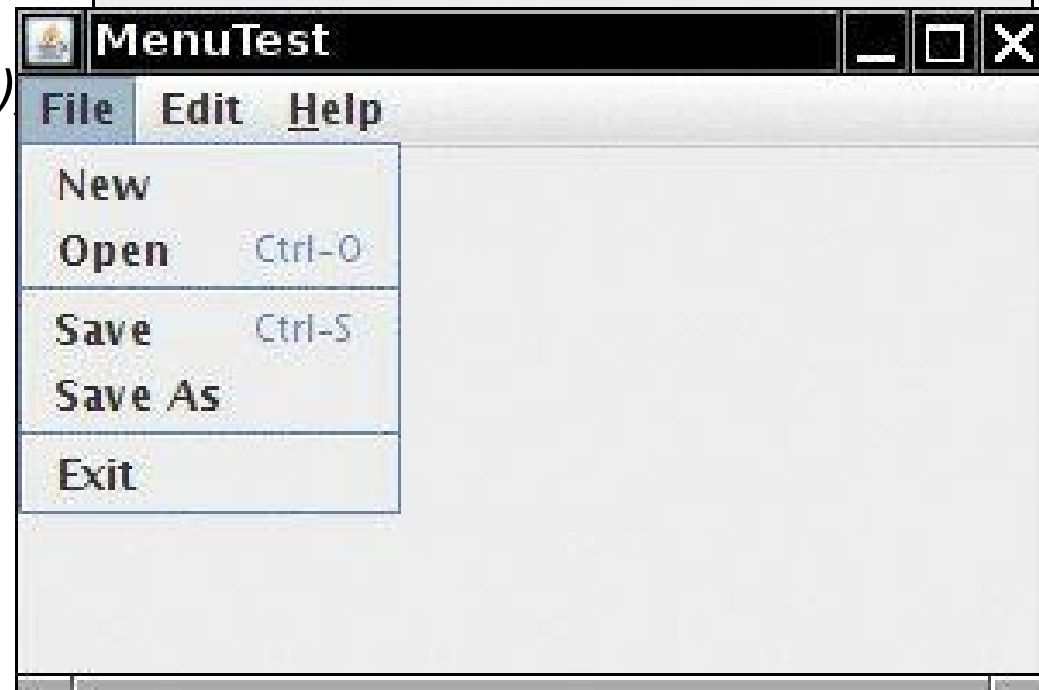 MenuTest
)
File Edit Help
New
Open Ctrl-O
Save Ctrl-S
Save As
Exit